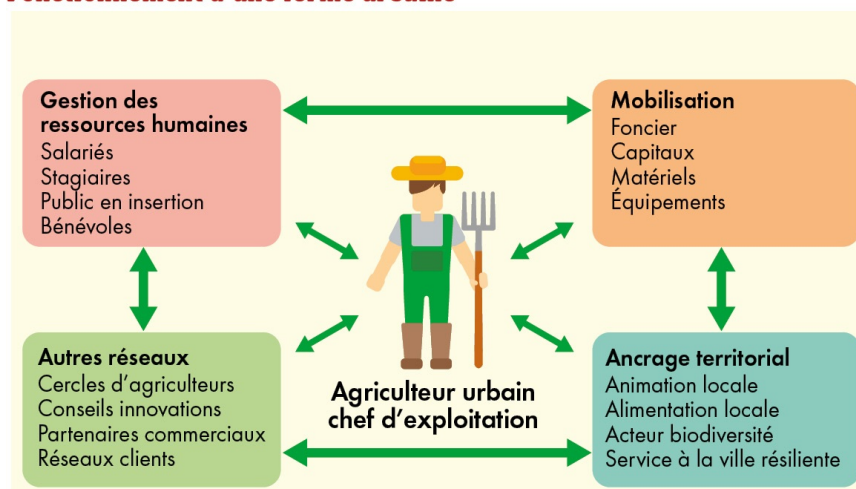 Gestion des
ressources humaines
Salariés
Stagiaires
Public en insertion
Bénévoles
Mobilisation
Foncier
Capitaux
Matériels
Équipements
Autres réseaux
Cercles d'agriculteurs
Conseils innovations
Partenaires commerciaux
Réseaux clients
Agriculteur urbain
chef d'exploitation
Ancrage territorial
Animation locale
Alimentation locale
Acteur biodiversité
Service à la ville résiliente